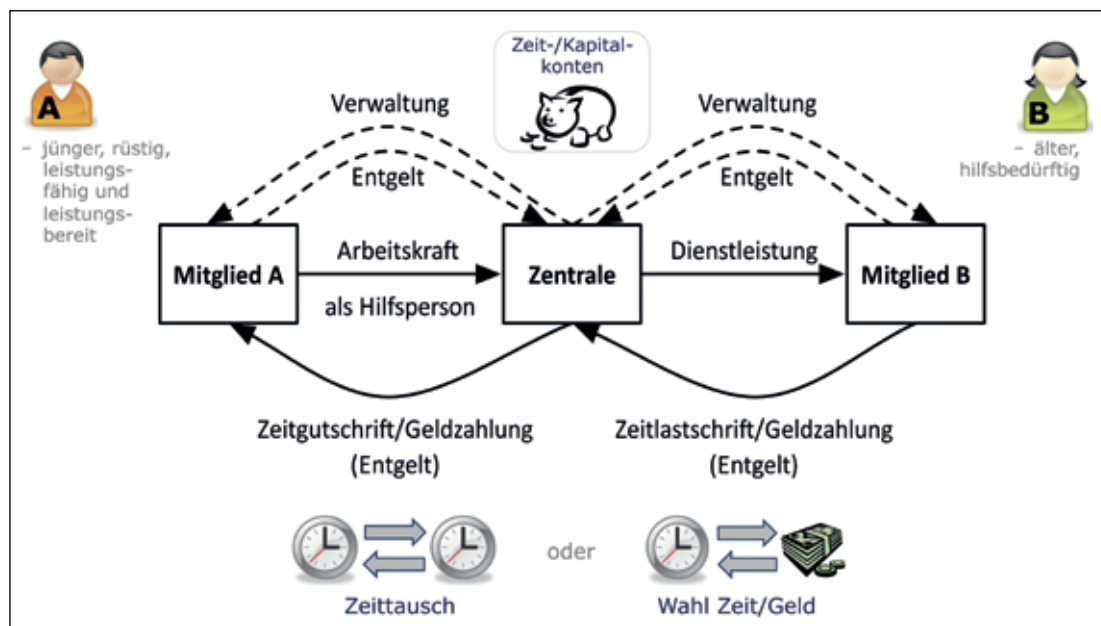 Zeit-/Kapital-
konten
A
B
– jünger, rüstig,
leistungs-
fähig und
leistungs-
bereit
– älter,
hilfsbedürftig
Verwaltung
Verwaltung
Entgelt
Entgelt
Mitglied A
Arbeitskraft
als Hilfsperson
Zentrale
Dienstleistung
Mitglied B
Zeitgutschrift/Geldzahlung
(Entgelt)
Zeitlastschrift/Geldzahlung
(Entgelt)
Zeittausch
oder
Wahl Zeit/Geld